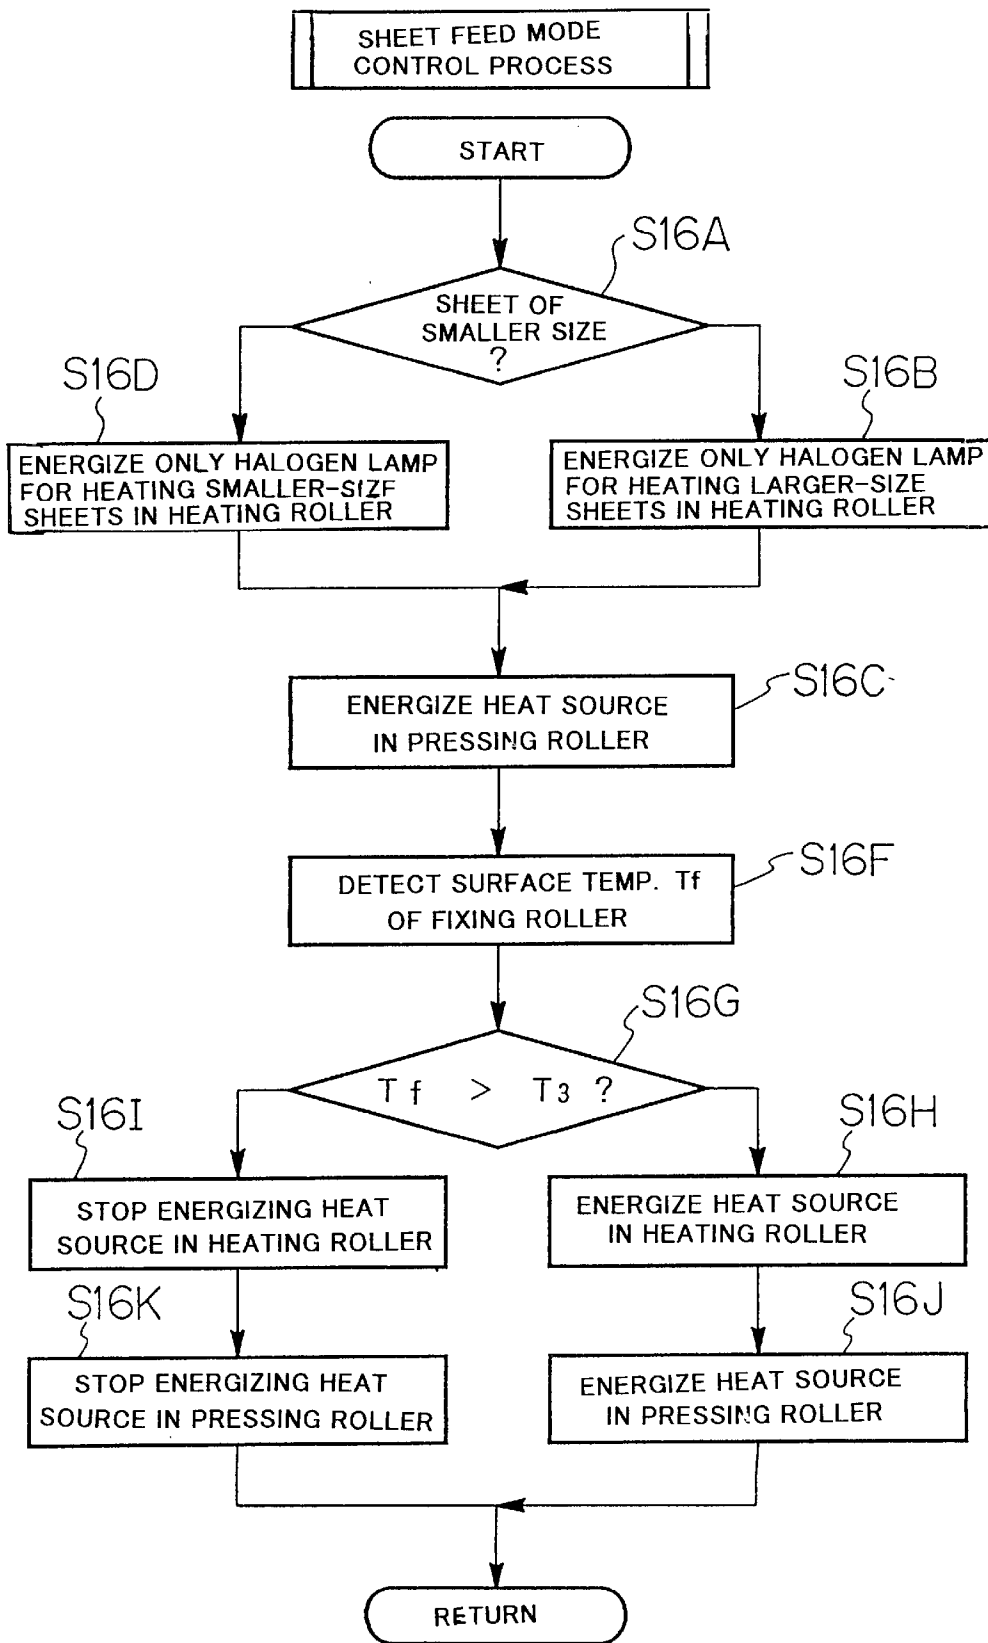 SHEET FEED MODE
CONTROL PROCESS
START
S16A
SHEET OF
SMALLER SIZE
?
S16D
ENERGIZE ONLY HALOGEN LAMP
FOR HEATING SMALLER-SIZE
SHEETS IN HEATING ROLLER
S16B
ENERGIZE ONLY HALOGEN LAMP
FOR HEATING LARGER-SIZE
SHEETS IN HEATING ROLLER
S16C
ENERGIZE HEAT SOURCE
IN PRESSING ROLLER
S16F
DETECT SURFACE TEMP. Tf
OF FIXING ROLLER
S16G
Tf > T3 ?
S16I
STOP ENERGIZING HEAT
SOURCE IN HEATING ROLLER
S16H
ENERGIZE HEAT SOURCE
IN HEATING ROLLER
S16K
STOP ENERGIZING HEAT
SOURCE IN PRESSING ROLLER
S16J
ENERGIZE HEAT SOURCE
IN PRESSING ROLLER
RETURN